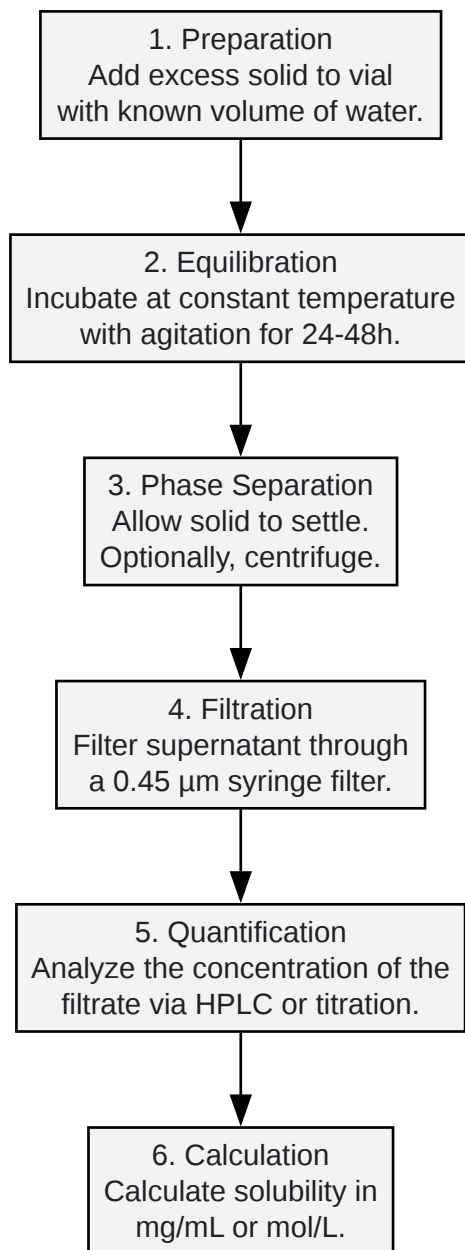 1. Preparation
Add excess solid to vial
with known volume of water.
2. Equilibration
Incubate at constant temperature
with agitation for 24-48h.
3. Phase Separation
Allow solid to settle.
Optionally, centrifuge.
4. Filtration
Filter supernatant through
a 0.45 µm syringe filter.
5. Quantification
Analyze the concentration of the
filtrate via HPLC or titration.
6. Calculation
Calculate solubility in
mg/mL or mol/L.